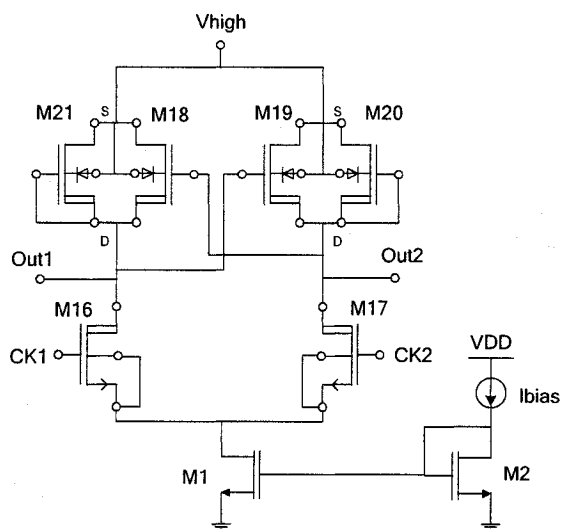 Vhigh
M21 S M18 M19 S M20
D D
Out1 Out2
M16 M17
CK1 CK2 VDD
Ibias
M1 M2